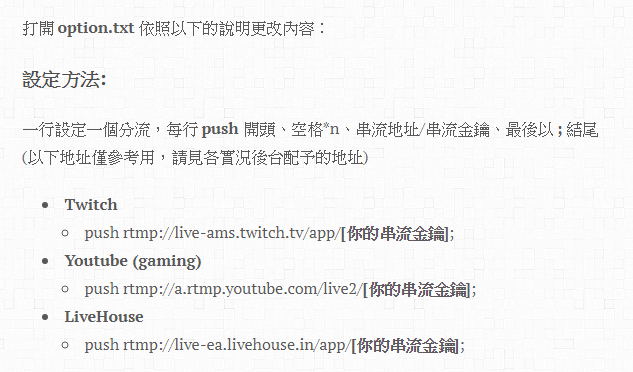 打開 option.txt 依照以下的說明更改內容：
設定方法:
一行設定一個分流，每行 push 開頭、空格*n、串流地址/串流金鑰、最後以 ; 結尾
(以下地址僅參考用，請見各實況後台配予的地址)
Twitch
push rtmp://live-ams.twitch.tv/app/[你的串流金鑰];
Youtube (gaming)
push rtmp://a.rtmp.youtube.com/live2/[你的串流金鑰];
LiveHouse
push rtmp://live-ea.livehouse.in/app/[你的串流金鑰];